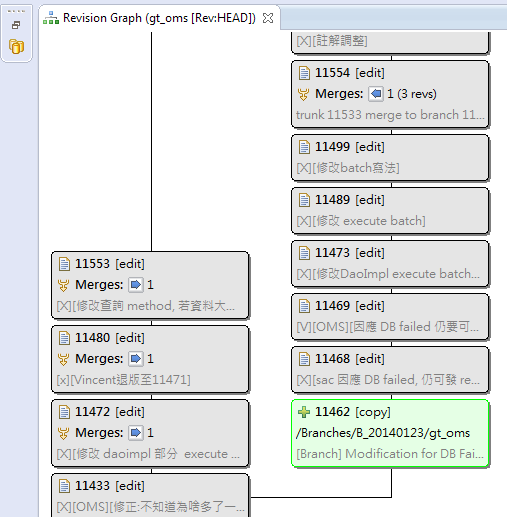 Revision Graph (gt_oms [Rev:HEAD])
[X][註解調整]
11554 [edit]
Merges: 1 (3 revs)
trunk 11533 merge to branch 11...
11499 [edit]
[X][修改batch寫法]
11489 [edit]
[X][修改 execute batch]
11473 [edit]
[X][修改DaoImpl execute batch...
11469 [edit]
[V][OMS][因應 DB failed 仍要可...
11468 [edit]
[X][sac 因應 DB failed, 仍可發 re...
11462 [copy]
/Branches/B_20140123/gt_oms
[Branch] Modification for DB Fai...
11553 [edit]
Merges: 1
[X][修改查詢 method, 若資料大...
11480 [edit]
Merges: 1
[x][Vincent退版至11471]
11472 [edit]
Merges: 1
[X][修改 daoimpl 部分 execute ...
11433 [edit]
[X][OMS][修正:不知道為啥多了一...